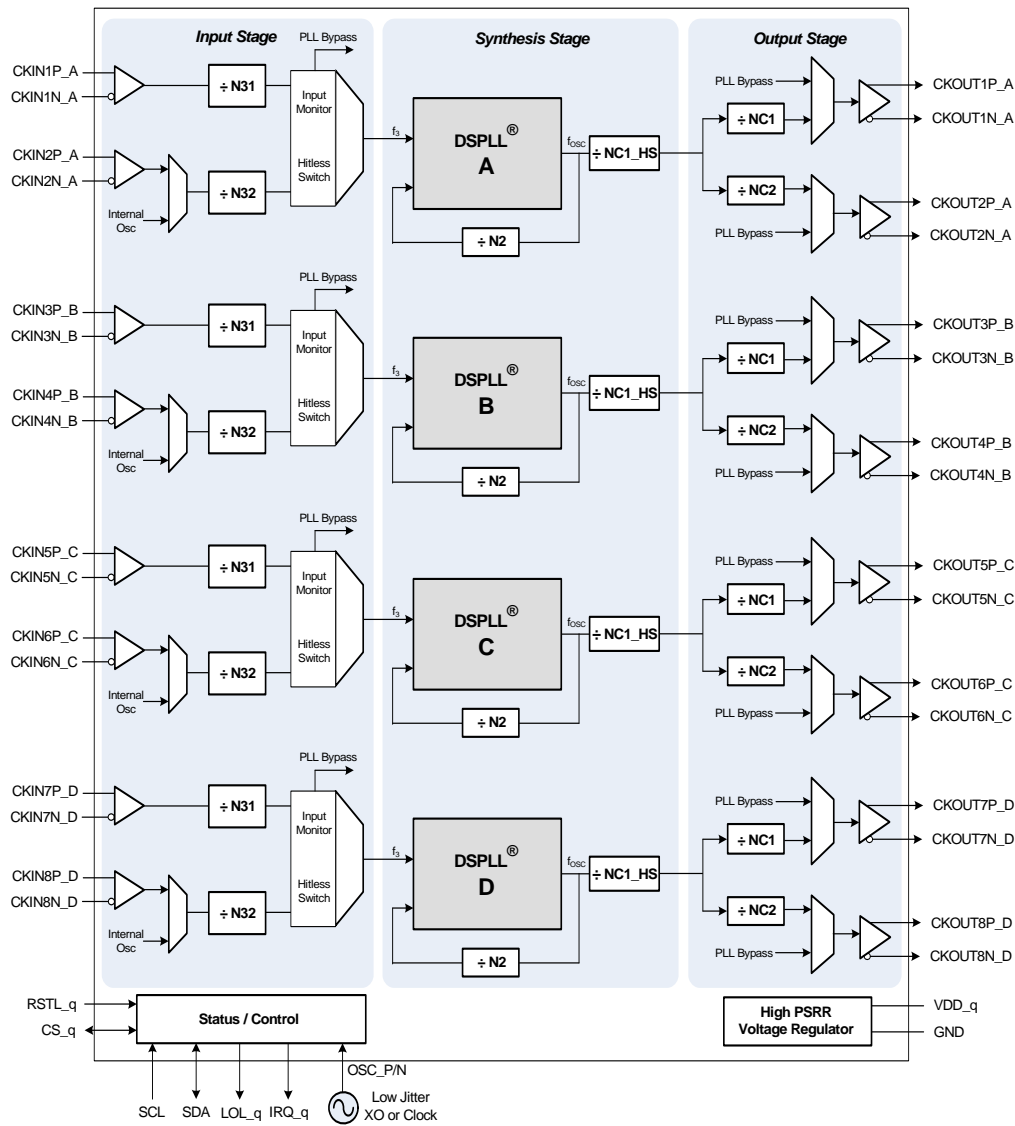 Input Stage
Synthesis Stage
Output Stage
PLL Bypass
CKIN1P_A
CKIN1N_A
÷ N31
Input
Monitor
Hitless
Switch
CKIN2P_A
CKIN2N_A
Internal
Osc
÷ N32
f3
DSPLL®
A
fOSC
÷ N2
÷ NC1_HS
PLL Bypass
÷ NC1
CKOUT1P_A
CKOUT1N_A
÷ NC2
PLL Bypass
CKOUT2P_A
CKOUT2N_A
PLL Bypass
CKIN3P_B
CKIN3N_B
÷ N31
Input
Monitor
Hitless
Switch
CKIN4P_B
CKIN4N_B
Internal
Osc
÷ N32
f3
DSPLL®
B
fOSC
÷ N2
÷ NC1_HS
PLL Bypass
÷ NC1
CKOUT3P_B
CKOUT3N_B
÷ NC2
PLL Bypass
CKOUT4P_B
CKOUT4N_B
PLL Bypass
CKIN5P_C
CKIN5N_C
÷ N31
Input
Monitor
Hitless
Switch
CKIN6P_C
CKIN6N_C
Internal
Osc
÷ N32
f3
DSPLL®
C
fOSC
÷ N2
÷ NC1_HS
PLL Bypass
÷ NC1
CKOUT5P_C
CKOUT5N_C
÷ NC2
PLL Bypass
CKOUT6P_C
CKOUT6N_C
PLL Bypass
CKIN7P_D
CKIN7N_D
÷ N31
Input
Monitor
Hitless
Switch
CKIN8P_D
CKIN8N_D
Internal
Osc
÷ N32
f3
DSPLL®
D
fOSC
÷ N2
÷ NC1_HS
PLL Bypass
÷ NC1
CKOUT7P_D
CKOUT7N_D
÷ NC2
PLL Bypass
CKOUT8P_D
CKOUT8N_D
RSTL_q
CS_q
Status / Control
High PSRR
Voltage Regulator
VDD_q
GND
OSC_P/N
SCL
SDA
LOL_q
IRQ_q
Low Jitter
XO or Clock